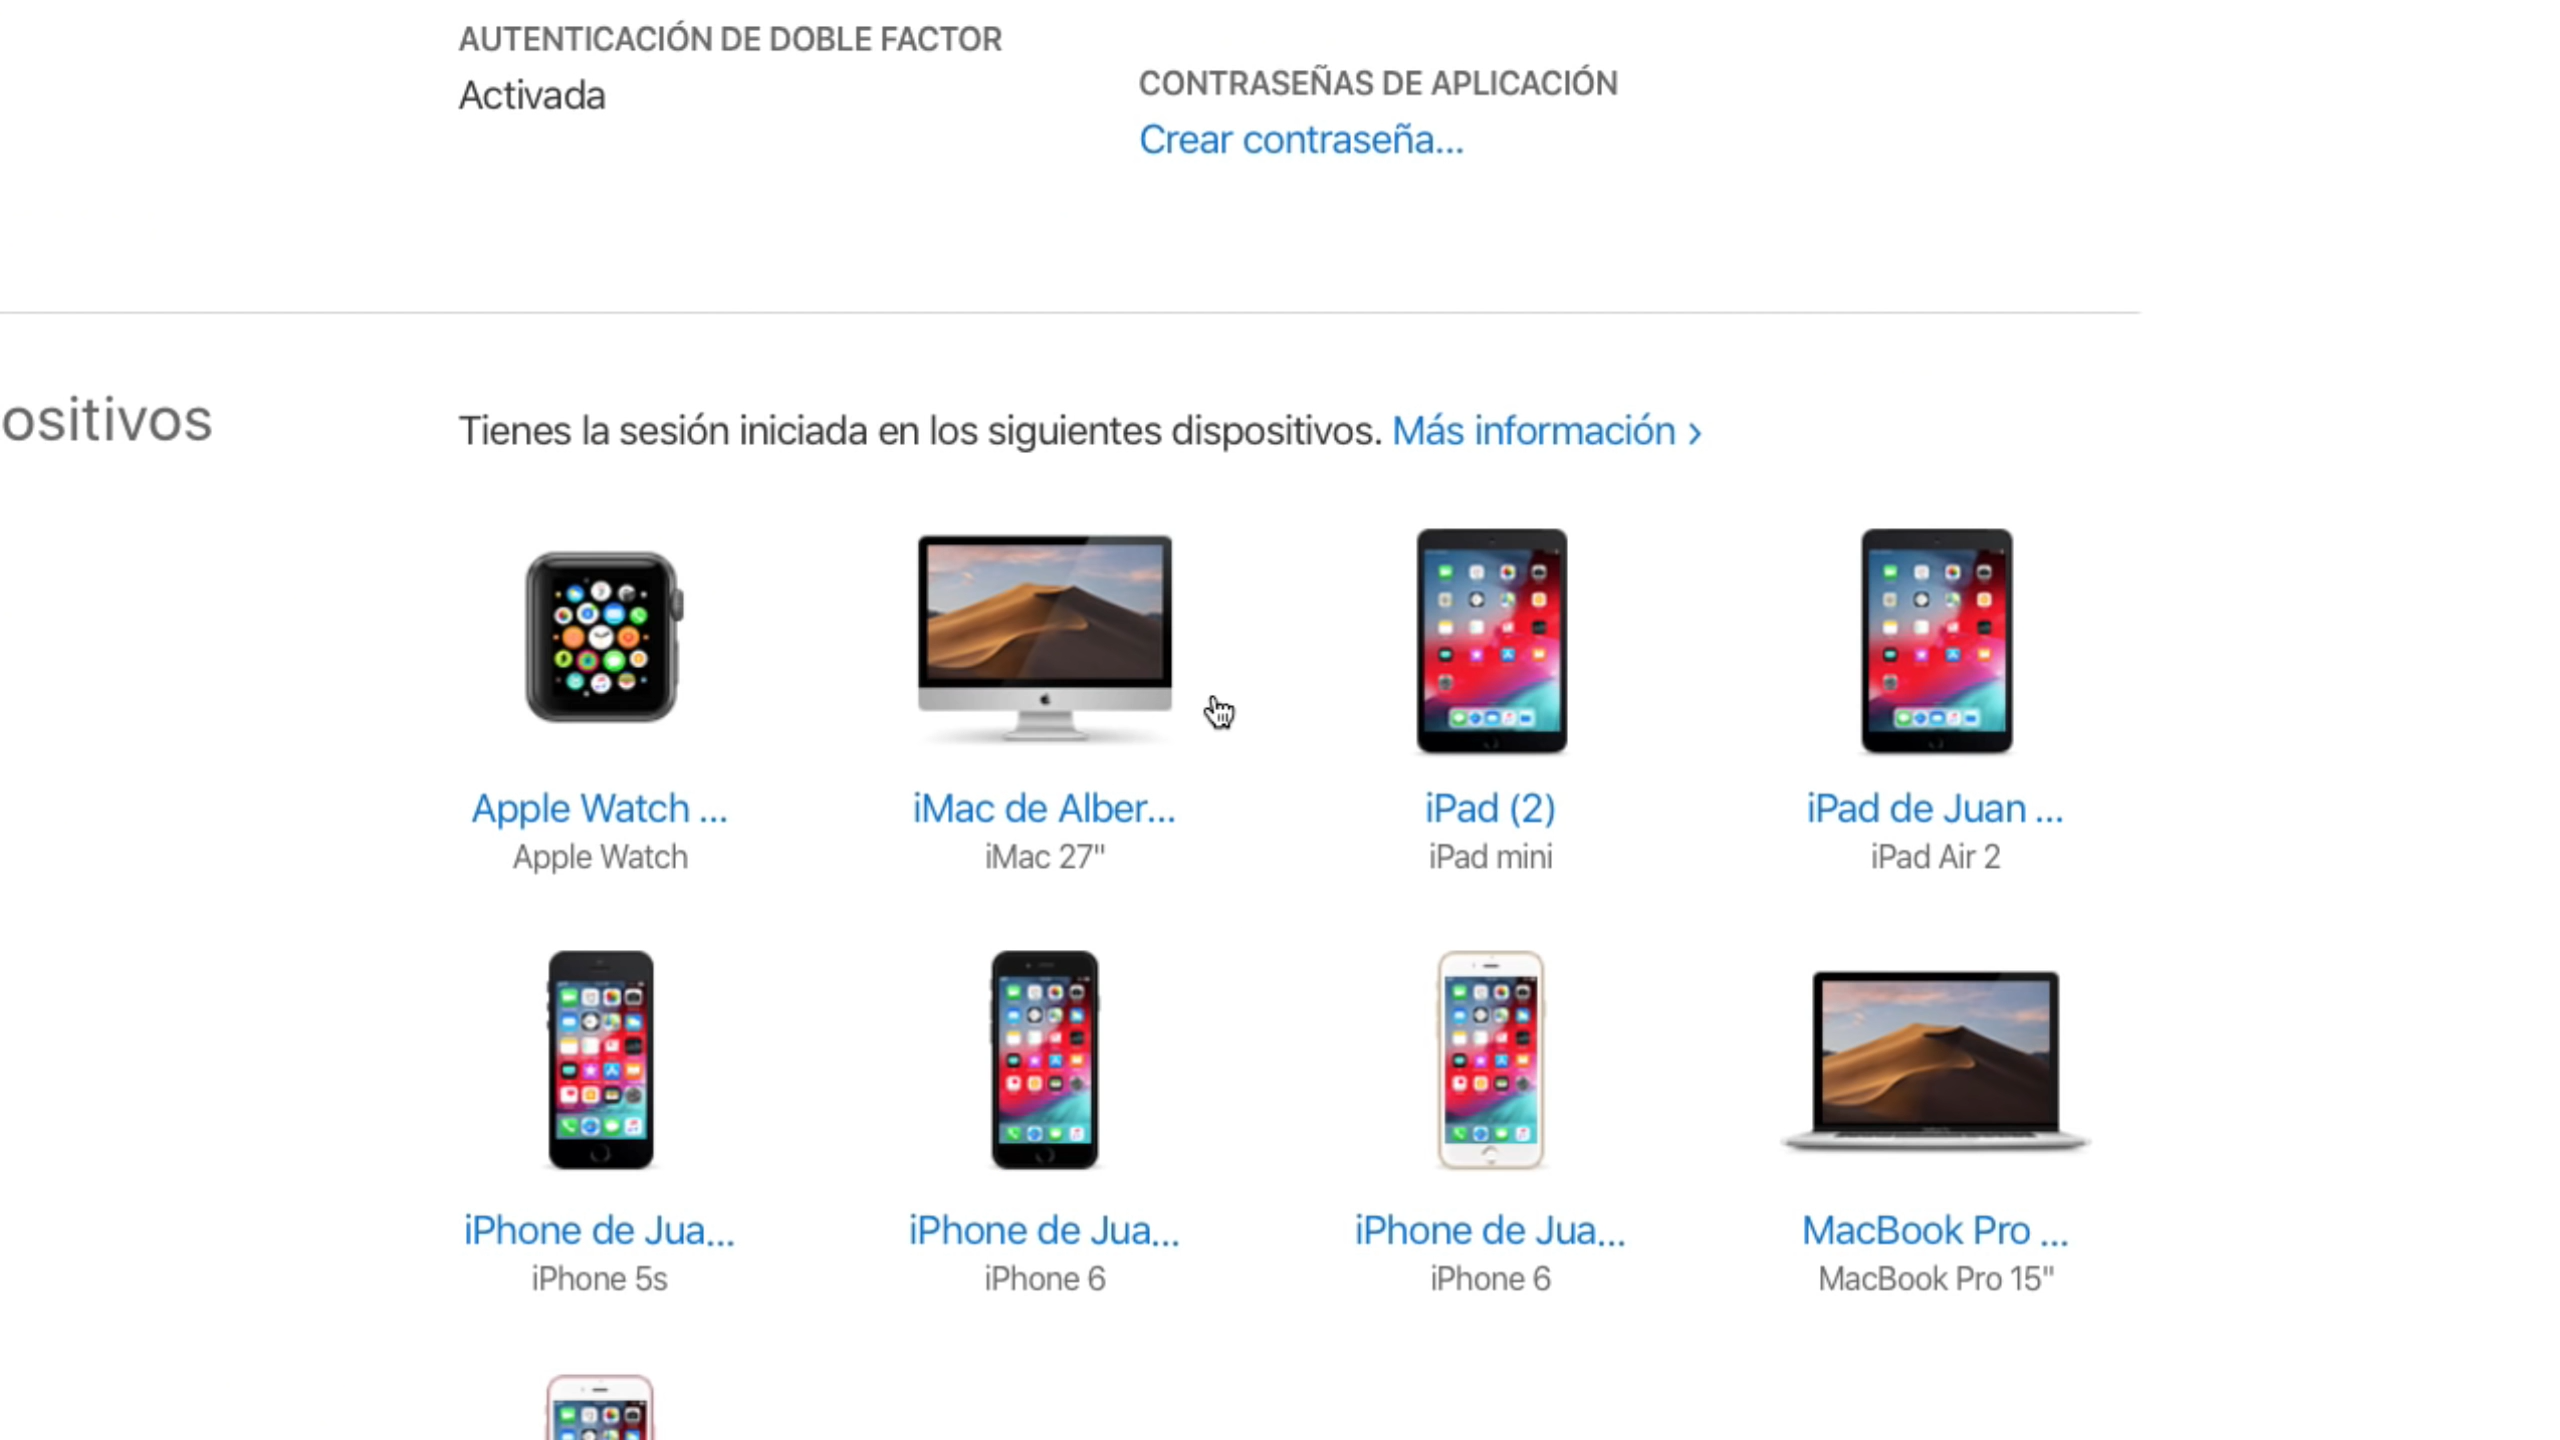 AUTENTICACIÓN DE DOBLE FACTOR
Activada
CONTRASEÑAS DE APLICACIÓN
Crear contraseña...
ositivos
Tienes la sesión iniciada en los siguientes dispositivos. Más información ›
Apple Watch ...
Apple Watch
iMac de Alber...
iMac 27"
iPad (2)
iPad mini
iPad de Juan ...
iPad Air 2
iPhone de Jua...
iPhone 5s
iPhone de Jua...
iPhone 6
iPhone de Jua...
iPhone 6
MacBook Pro ...
MacBook Pro 15"